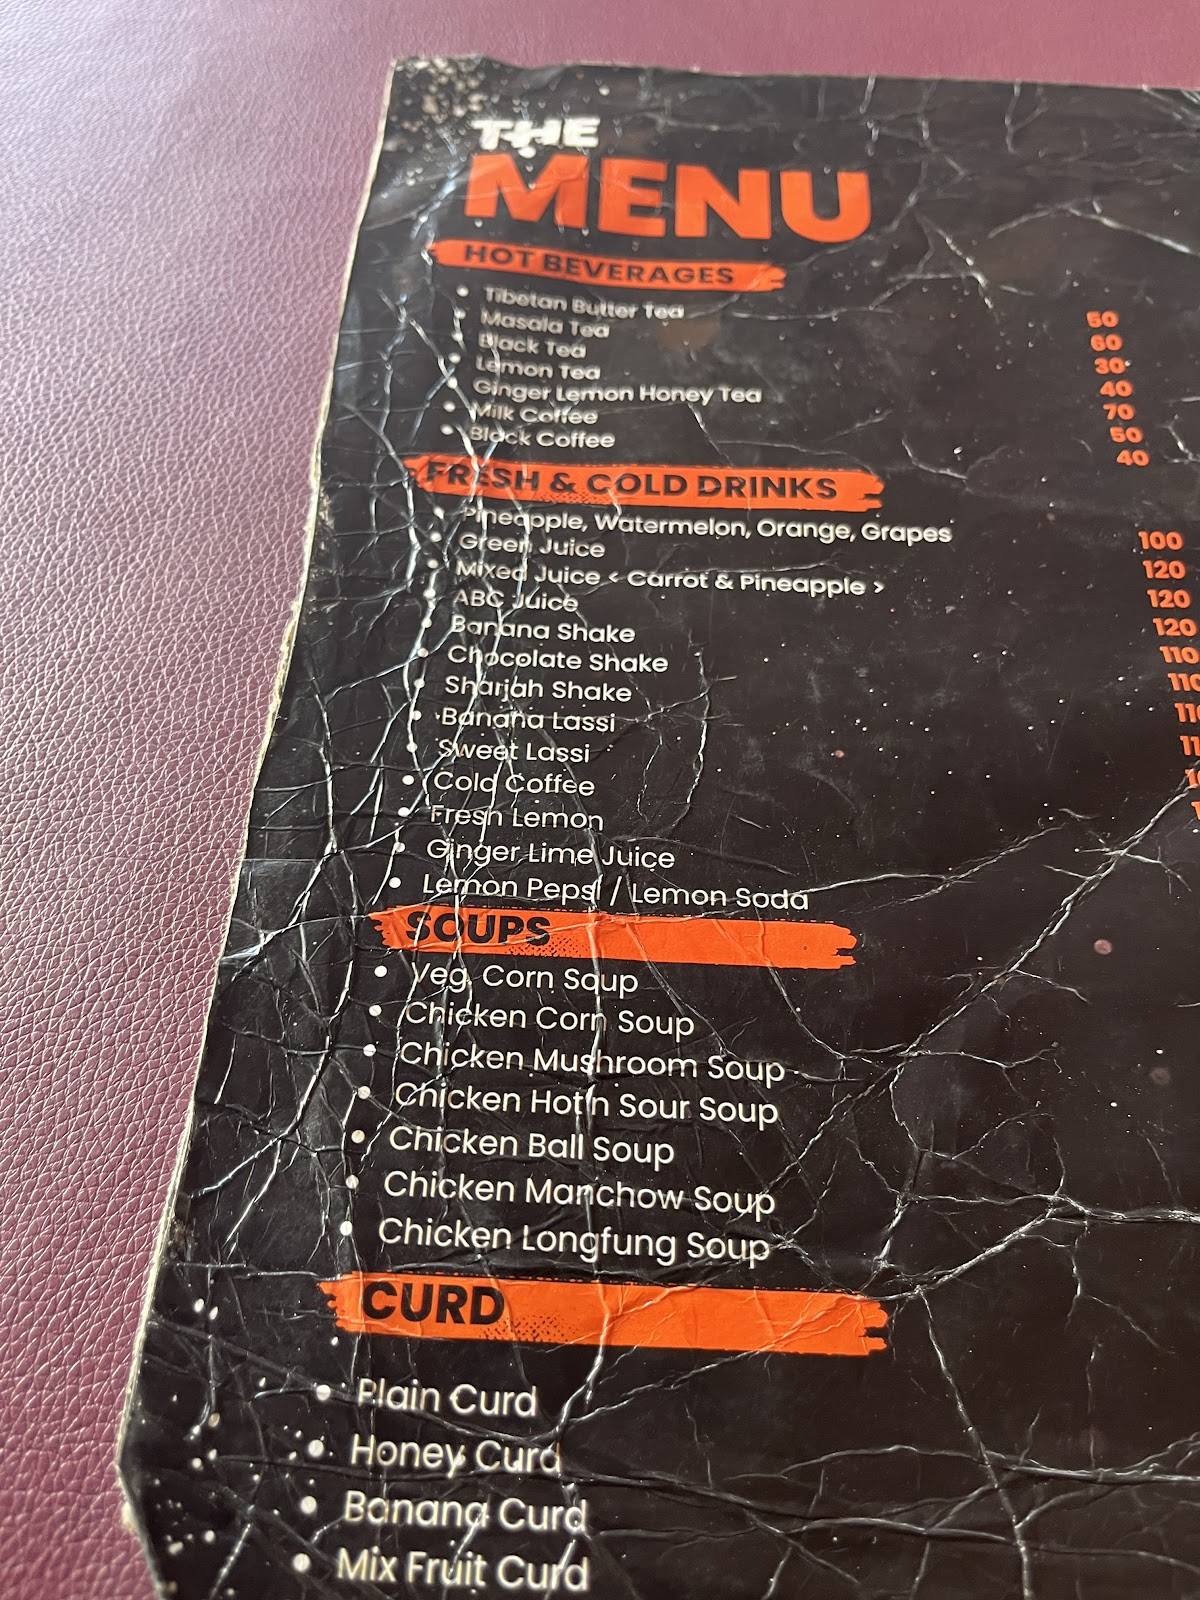 THE
MENU
HOT BEVERAGES
Tibetan Butter Tea 50
Masala Tea 60
Black Tea 30
Lemon Tea 40
Ginger Lemon Honey Tea 70
Milk Coffee 50
Black Coffee 40
FRESH & COLD DRINKS
Pineapple, Watermelon, Orange, Grapes 100
Green Juice 120
Mixed Juice < Carrot & Pineapple > 120
ABC Juice 120
Banana Shake 110
Chocolate Shake
Sharjah Shake
Banana Lassi
Sweet Lassi
Cold Coffee
Fresh Lemon
Ginger Lime Juice
Lemon Pepsi / Lemon Soda
SOUPS
Veg. Corn Soup
Chicken Corn Soup
Chicken Mushroom Soup
Chicken Hot'n Sour Soup
Chicken Ball Soup
Chicken Manchow Soup
Chicken Longfung Soup
CURD
Plain Curd
Honey Curd
Banana Curd
Mix Fruit Curd